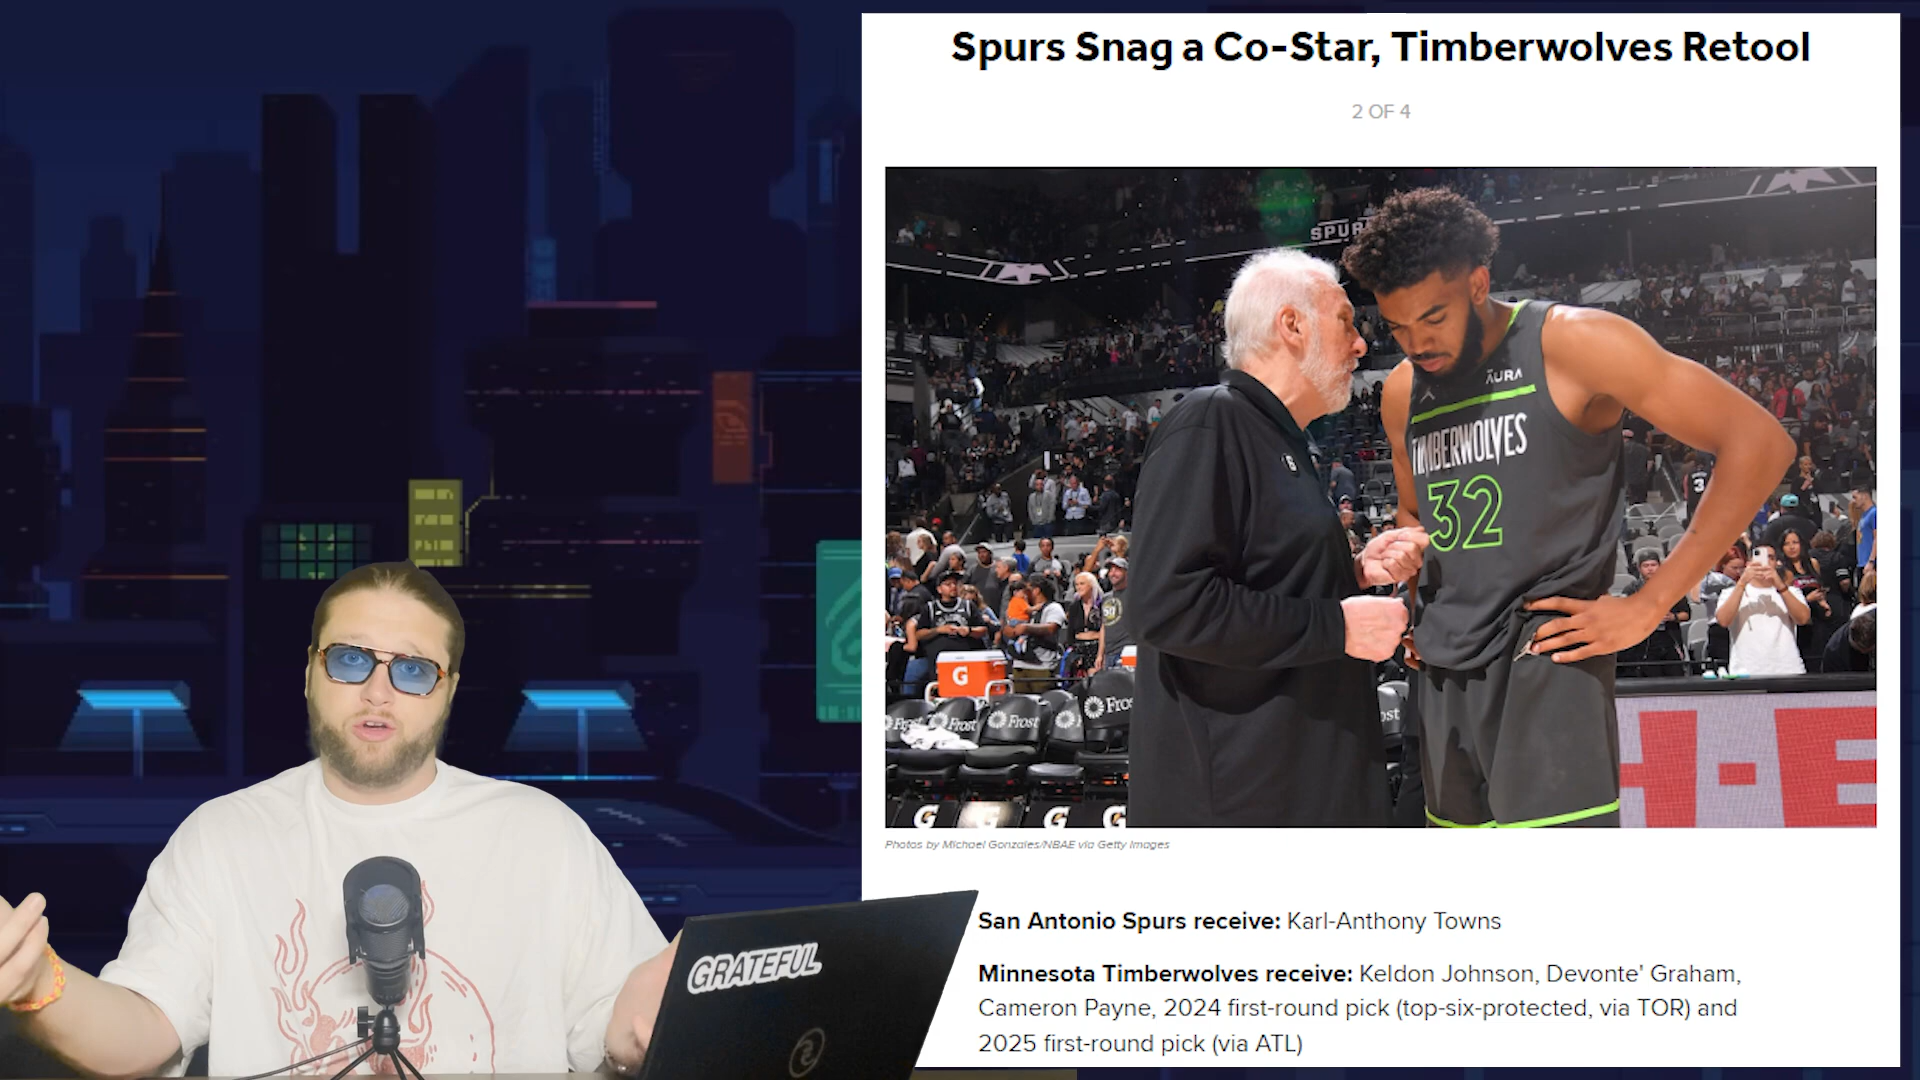 Spurs Snag a Co-Star, Timberwolves Retool
2 OF 4
SPUR
AURA
TIMBERWOLVES
32
G
Frost
Frost
Frost
G
G
G
G
Photos by Michael Gonzales/NBAE via Getty Images
San Antonio Spurs receive: Karl-Anthony Towns
Minnesota Timberwolves receive: Keldon Johnson, Devonte' Graham,
Cameron Payne, 2024 first-round pick (top-six-protected, via TOR) and
2025 first-round pick (via ATL)
GRATEFUL